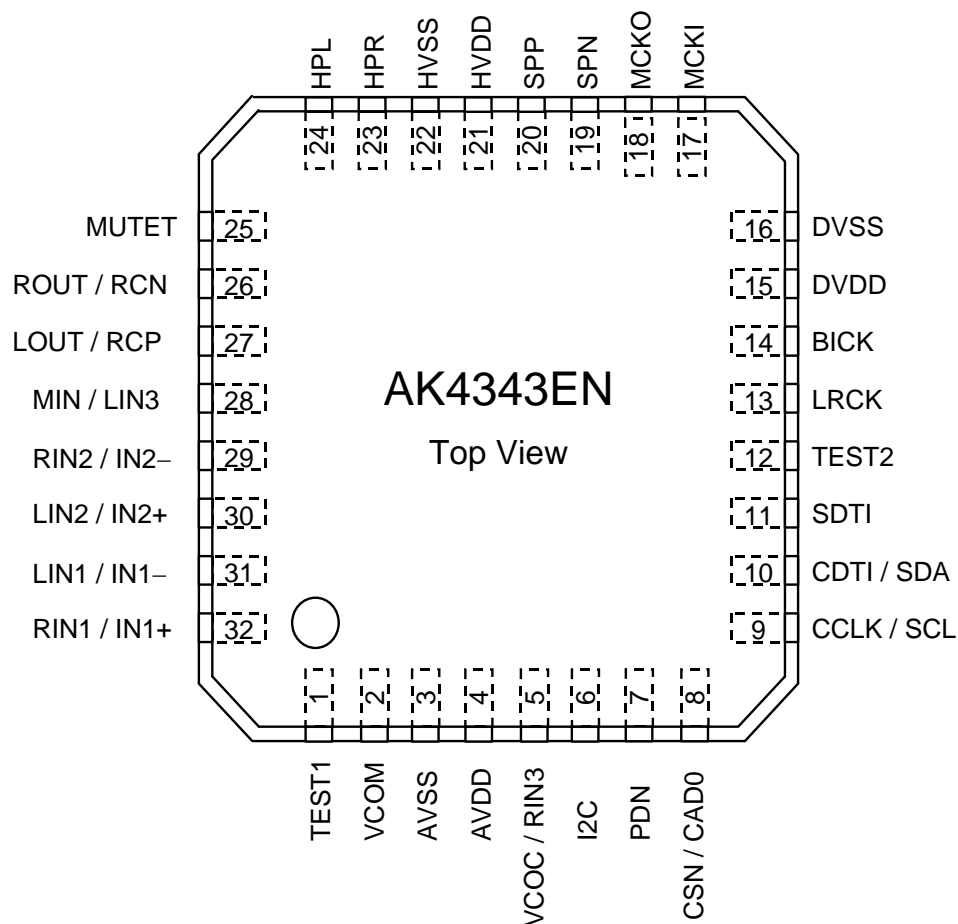 HPL
HPR
HVSS
HVDD
SPP
SPN
MCKO
MCKI
24
23
22
21
20
19
18
17
MUTET 25
ROUT / RCN 26
LOUT / RCP 27
MIN / LIN3 28
RIN2 / IN2− 29
LIN2 / IN2+ 30
LIN1 / IN1− 31
RIN1 / IN1+ 32
AK4343EN
Top View
16 DVSS
15 DVDD
14 BICK
13 LRCK
12 TEST2
11 SDTI
10 CDTI / SDA
9 CCLK / SCL
1
2
3
4
5
6
7
8
TEST1
VCOM
AVSS
AVDD
VCOC / RIN3
I2C
PDN
CSN / CAD0